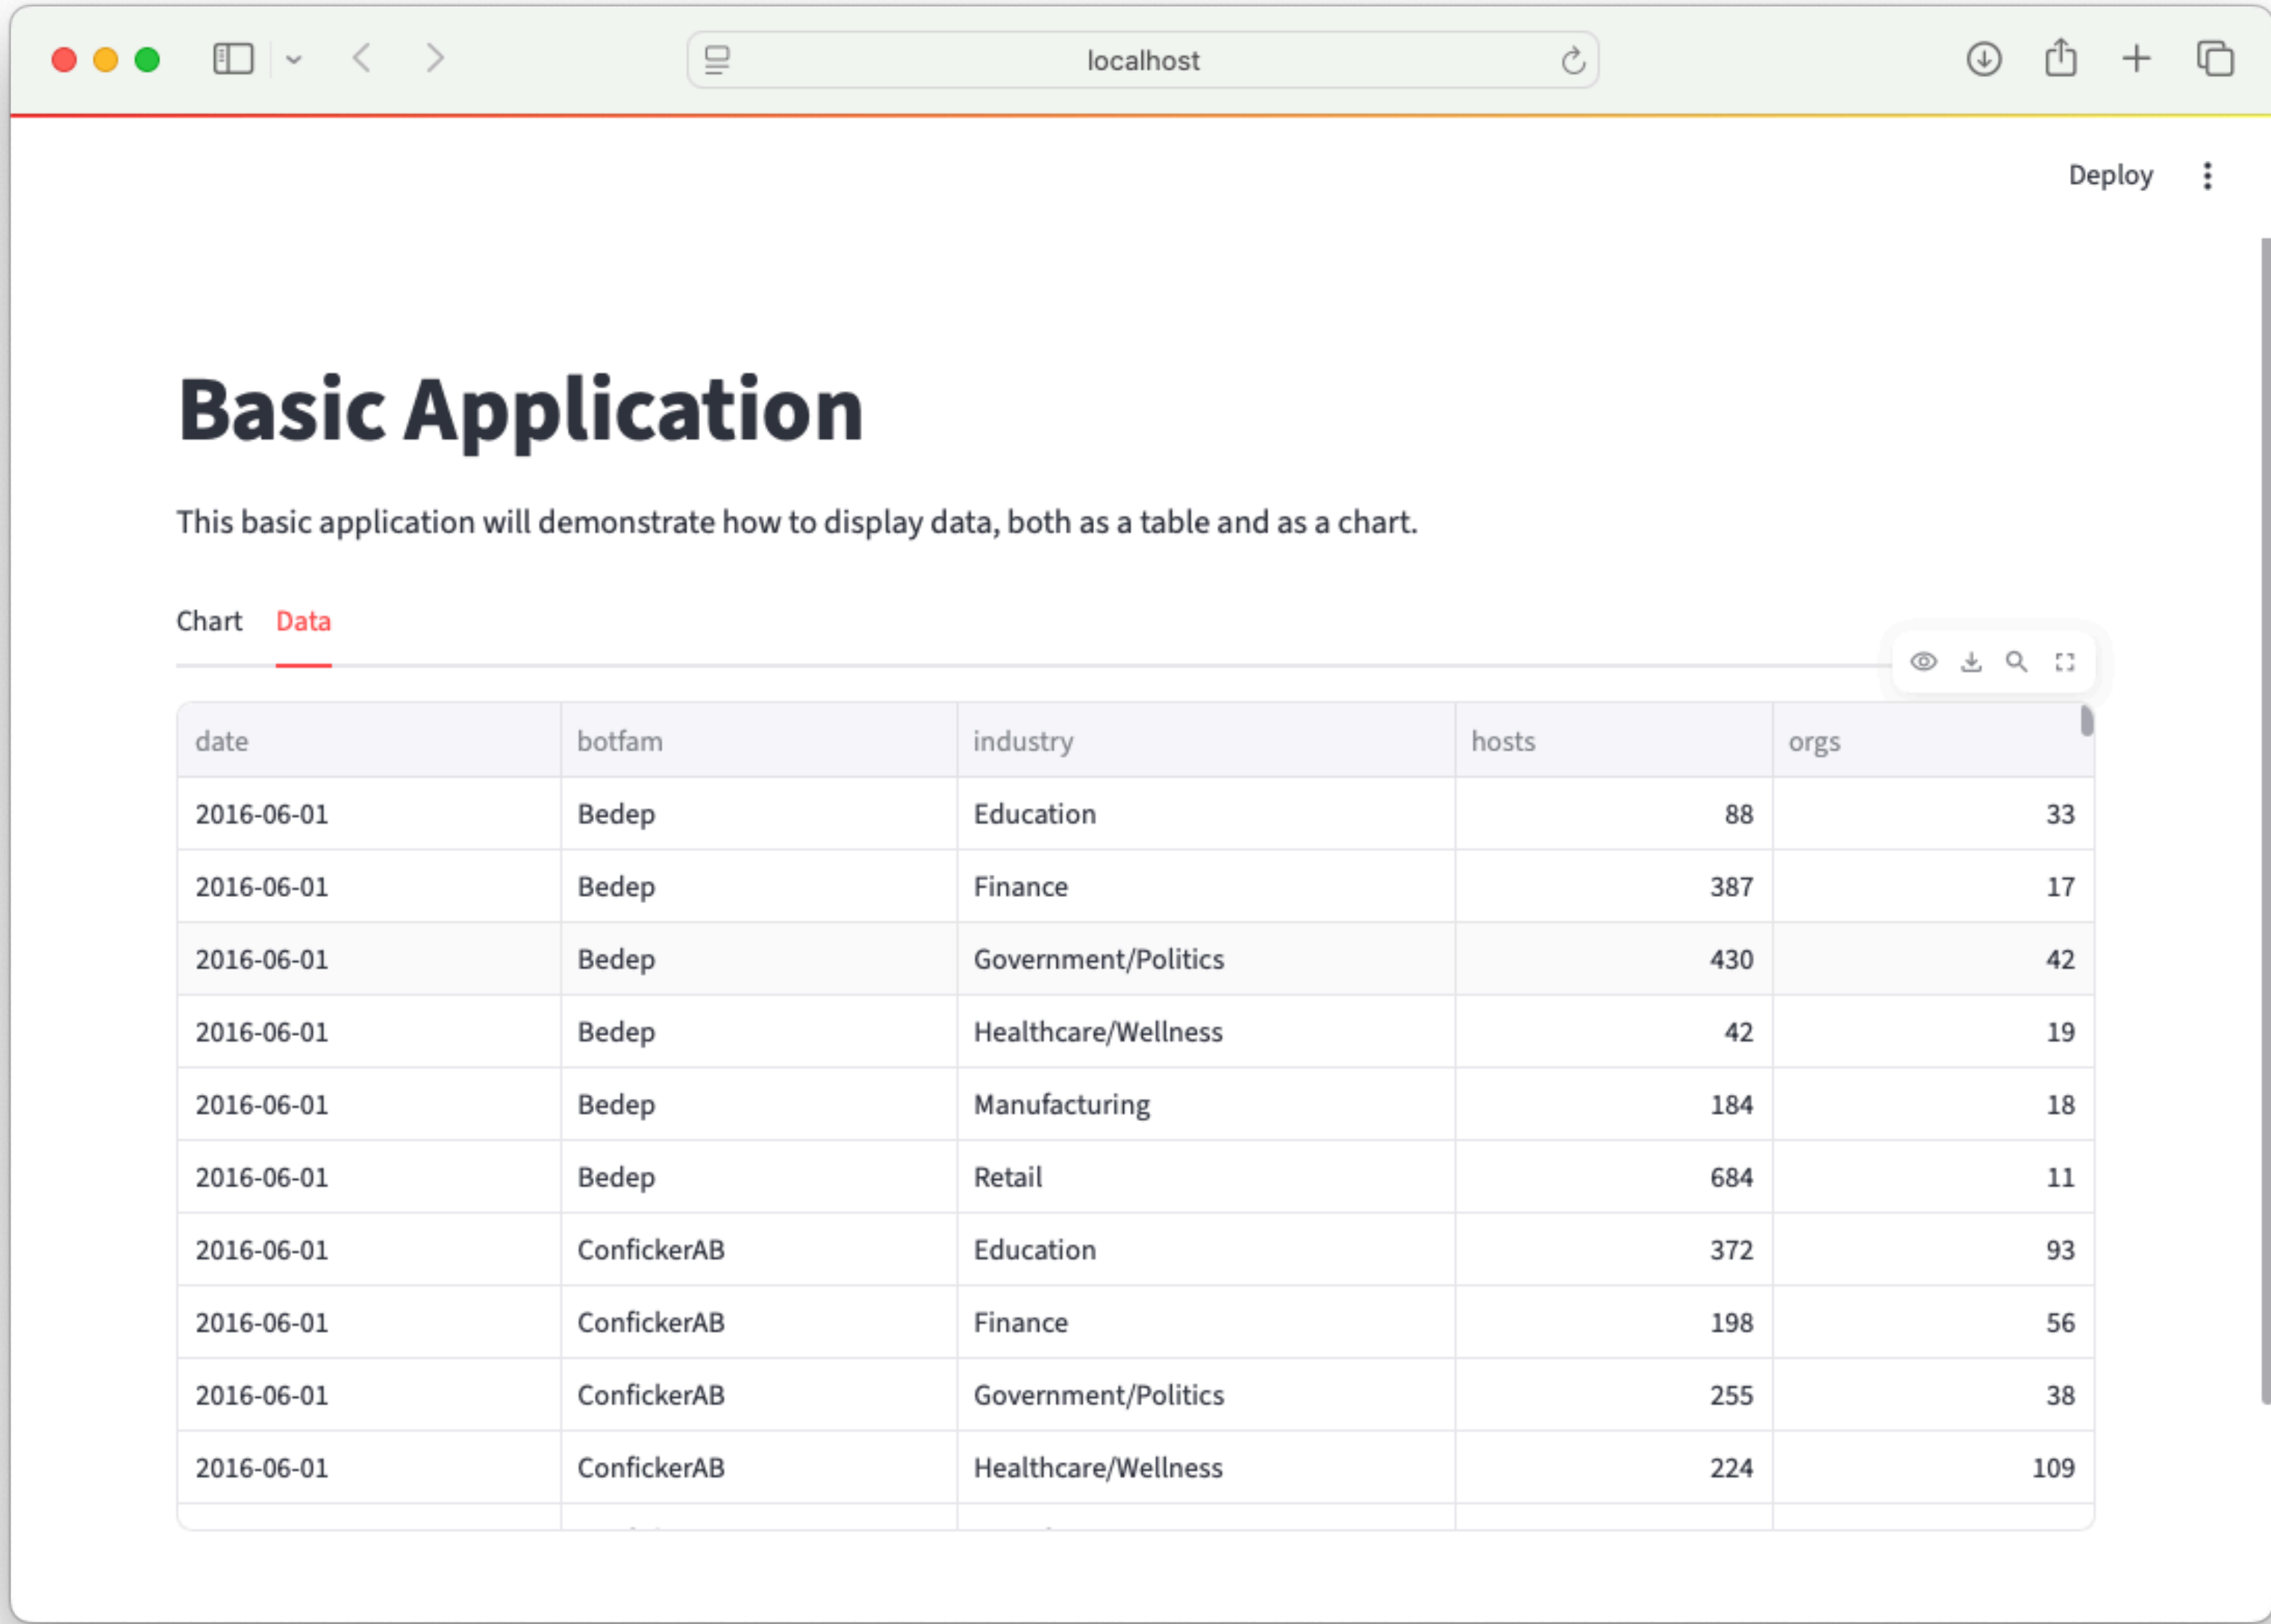 localhost
Deploy
Basic Application
This basic application will demonstrate how to display data, both as a table and as a chart.
Chart Data
date botfam industry hosts orgs
2016-06-01 Bedep Education 88 33
2016-06-01 Bedep Finance 387 17
2016-06-01 Bedep Government/Politics 430 42
2016-06-01 Bedep Healthcare/Wellness 42 19
2016-06-01 Bedep Manufacturing 184 18
2016-06-01 Bedep Retail 684 11
2016-06-01 ConfickerAB Education 372 93
2016-06-01 ConfickerAB Finance 198 56
2016-06-01 ConfickerAB Government/Politics 255 38
2016-06-01 ConfickerAB Healthcare/Wellness 224 109